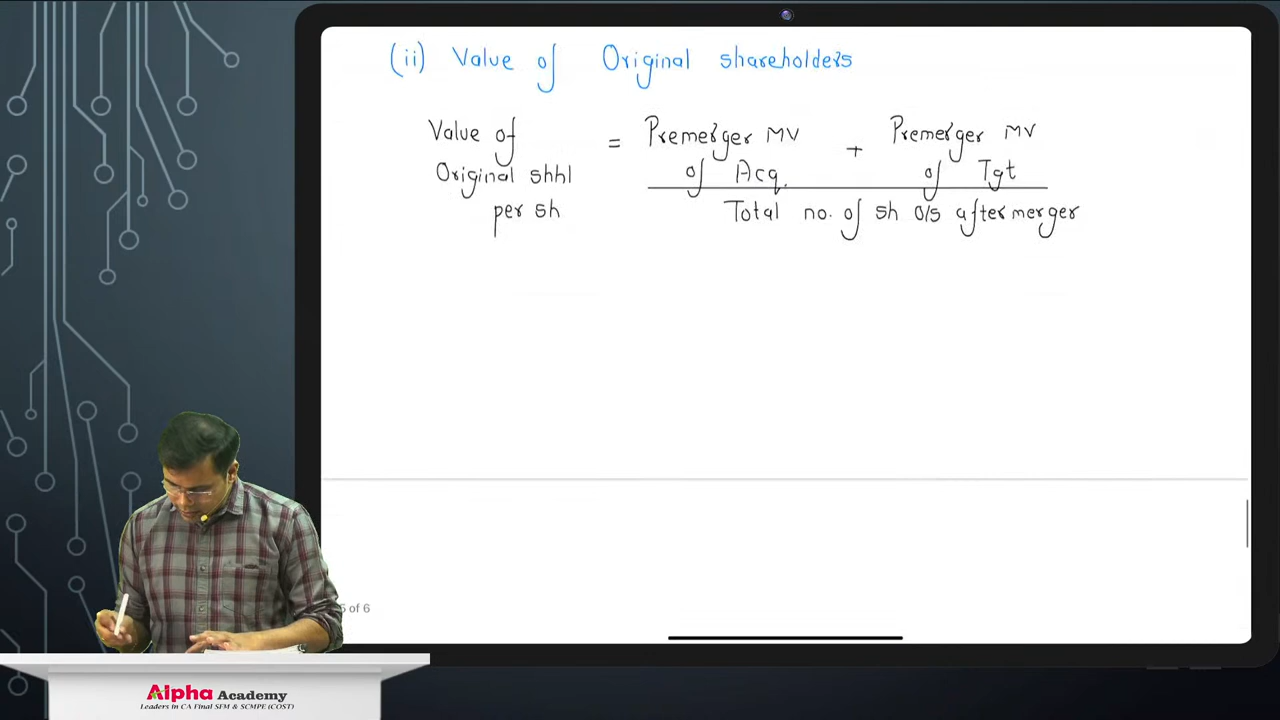 (ii) Value of Original shareholders
Value of
Original shhl
per sh
=
Premerger MV
of Acq.
+
Premerger MV
of Tgt
Total no. of sh o/s after merger
5 of 6
Alpha Academy
Leaders in CA Final SFM & SCMPE (COST)